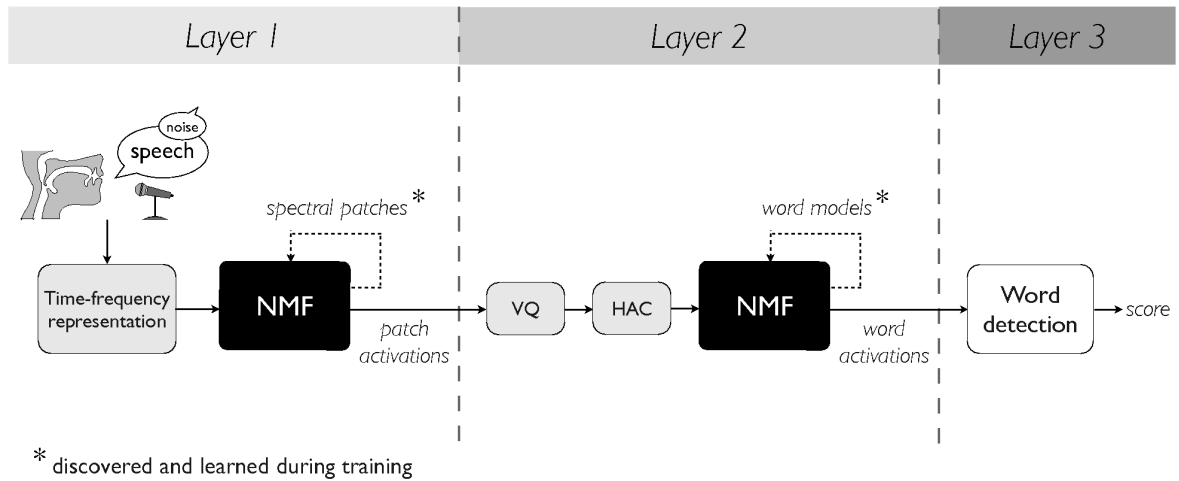 Layer 1
Layer 2
Layer 3
noise
speech
spectral patches*
word models*
Time-frequency
representation
NMF
VQ
HAC
NMF
Word
detection
score
patch
activations
word
activations
* discovered and learned during training